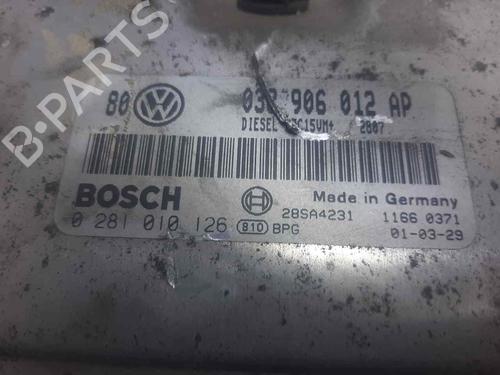 80 906 012 AP
DIESEL 2807
BOSCH
Made in Germany
0 281 010 126 810 BPG
28SA4231
1166 0371
01-03-29
B-PARTS